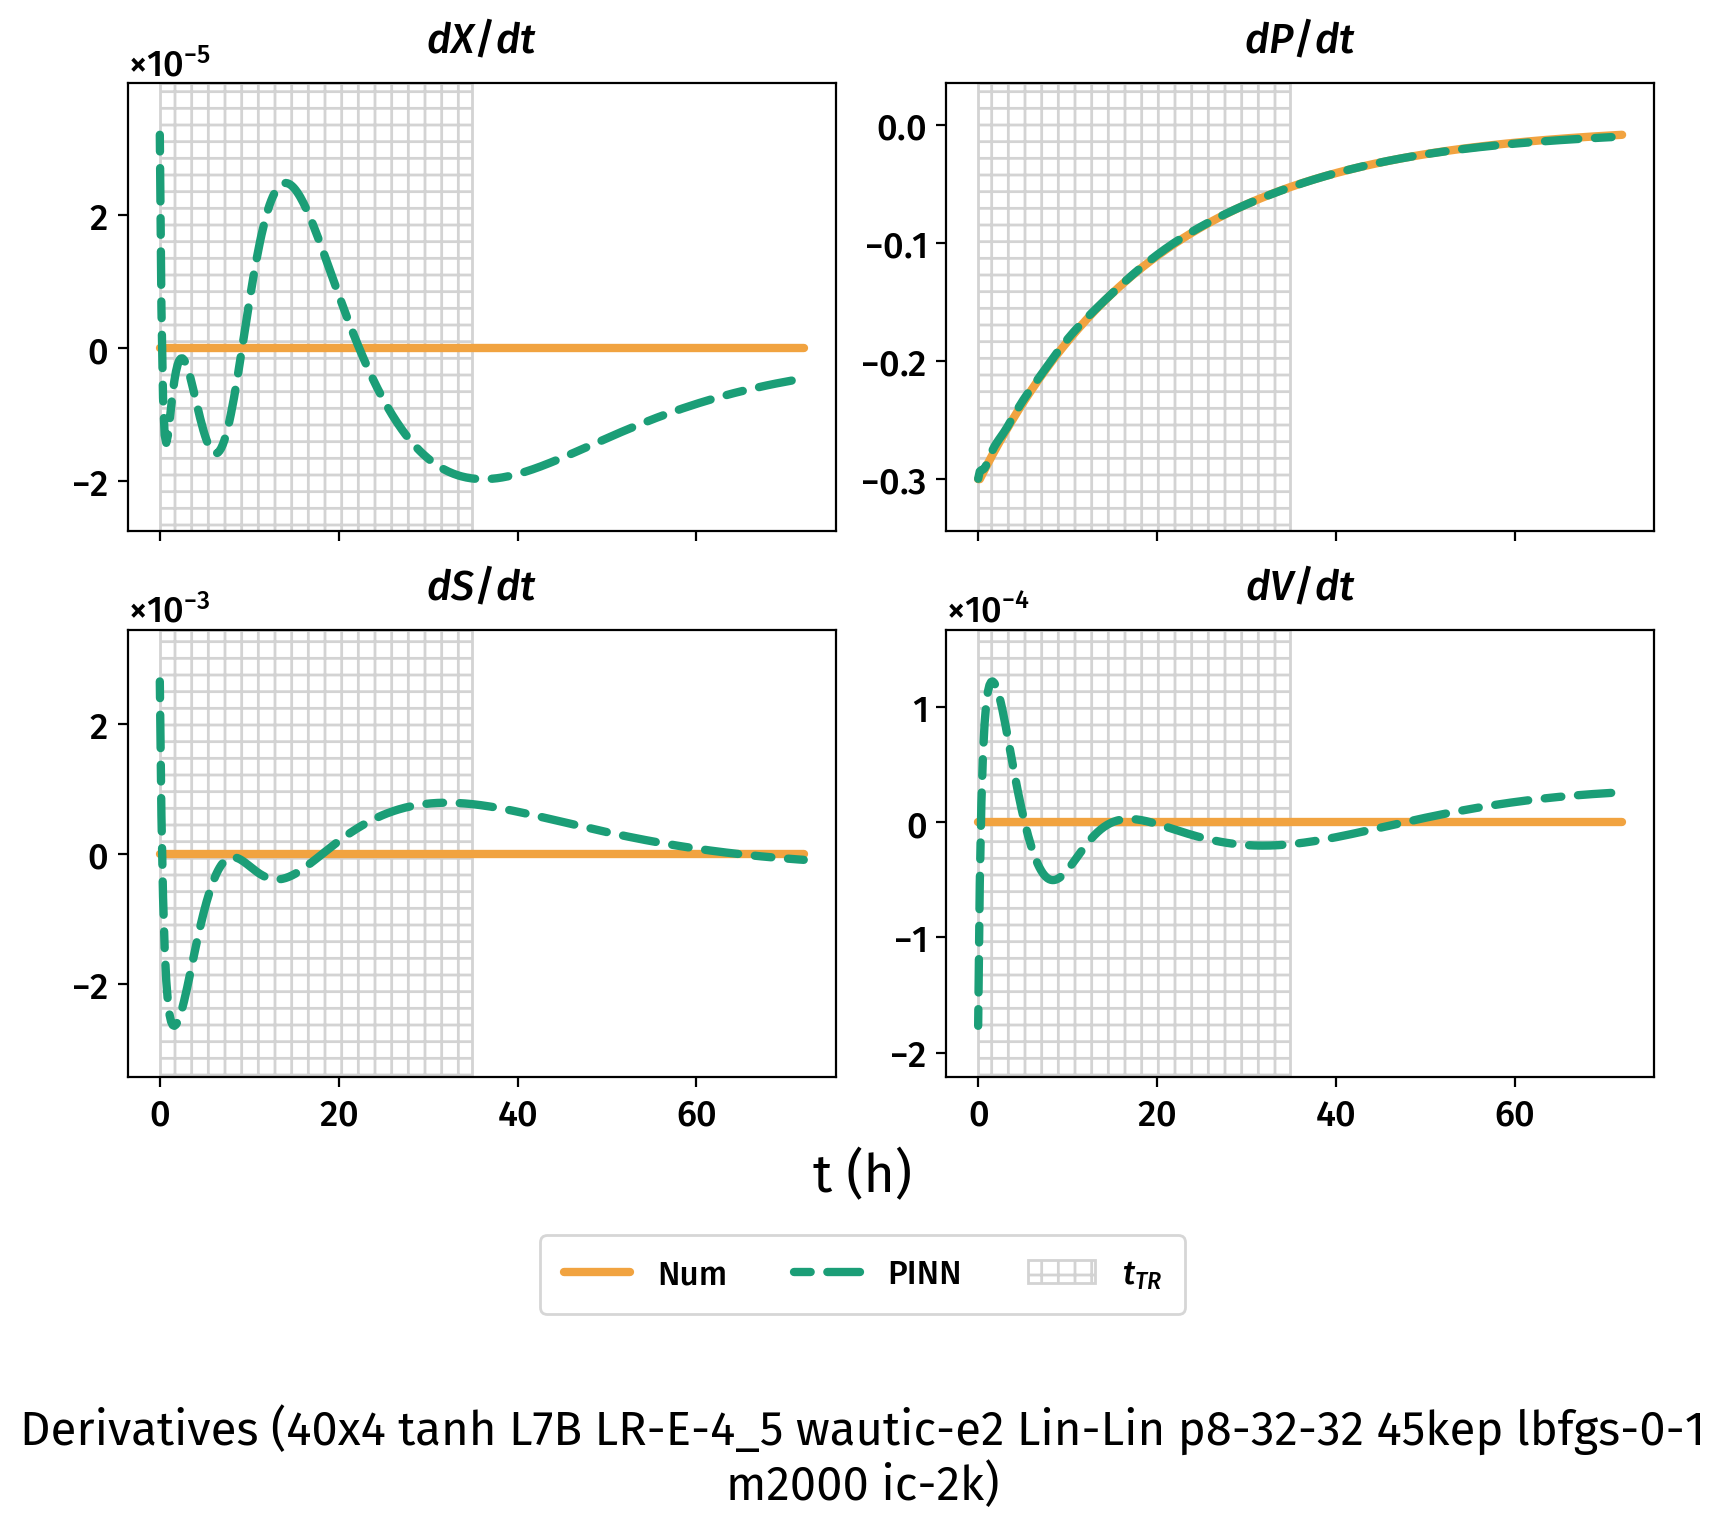 dX/dt
×10⁻⁵
2
0
−2
dP/dt
0.0
−0.1
−0.2
−0.3
dS/dt
×10⁻³
2
0
−2
0 20 40 60
dV/dt
×10⁻⁴
1
0
−1
−2
0 20 40 60
t (h)
Num PINN t_TR
Derivatives (40x4 tanh L7B LR-E-4_5 wautic-e2 Lin-Lin p8-32-32 45kep lbfgs-0-1
m2000 ic-2k)